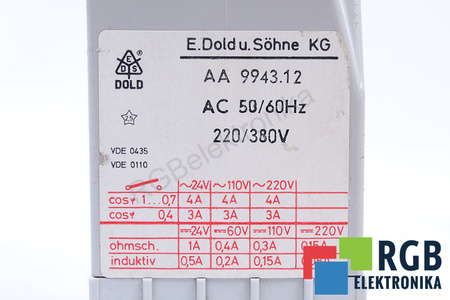 E.Dold u. Söhne KG
E D S
DOLD
AA 9943.12
AC 50/60Hz
220/380V
VDE 0435
VDE 0110
~24V ~110V ~220V
cosφ 1...0,7 4A 4A 4A
cosφ 0,4 3A 3A 3A
24V 60V 110V 220V
ohmsch. 1A 0,4A 0,3A 0,15A
induktiv 0,5A 0,2A 0,15A
RGBelektronika
RGB
ELEKTRONIKA